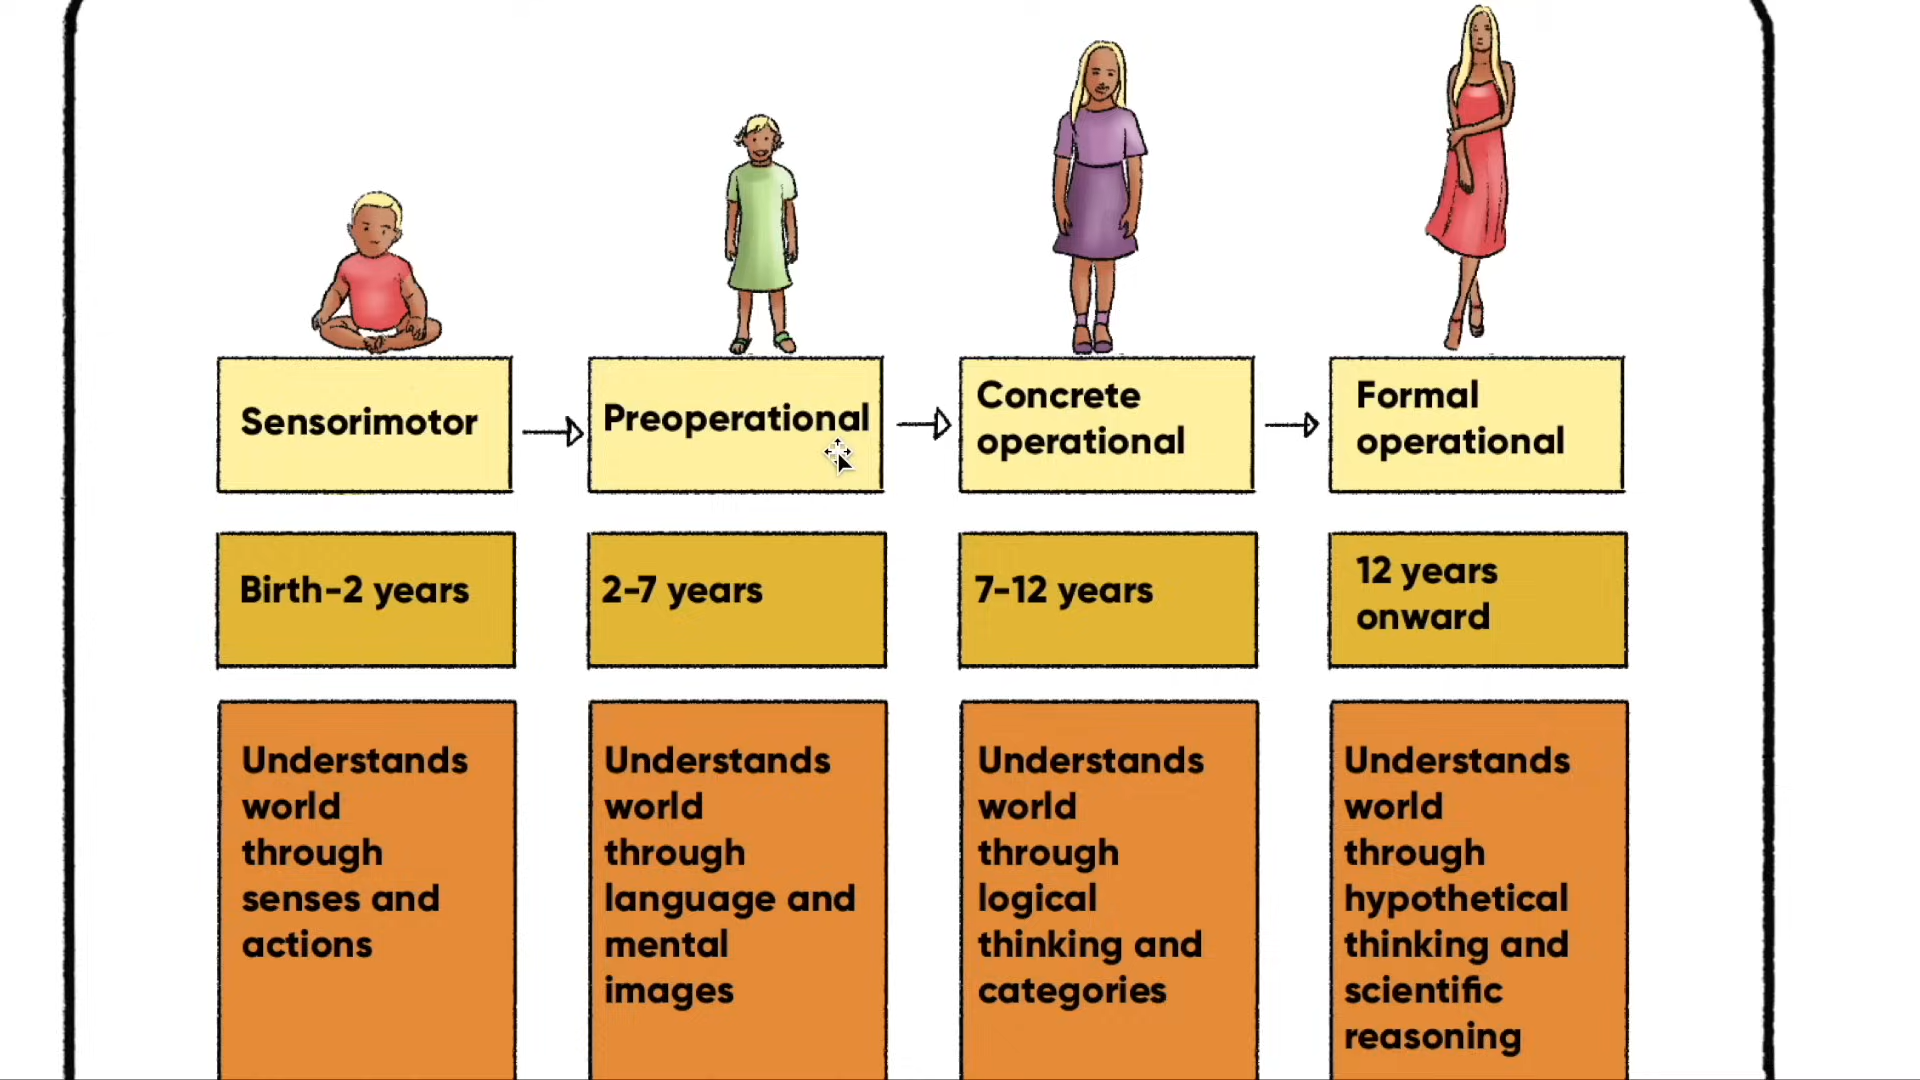 Sensorimotor
Preoperational
Concrete
operational
Formal
operational
Birth-2 years
2-7 years
7-12 years
12 years
onward
Understands
world
through
senses and
actions
Understands
world
through
language and
mental
images
Understands
world
through
logical
thinking and
categories
Understands
world
through
hypothetical
thinking and
scientific
reasoning